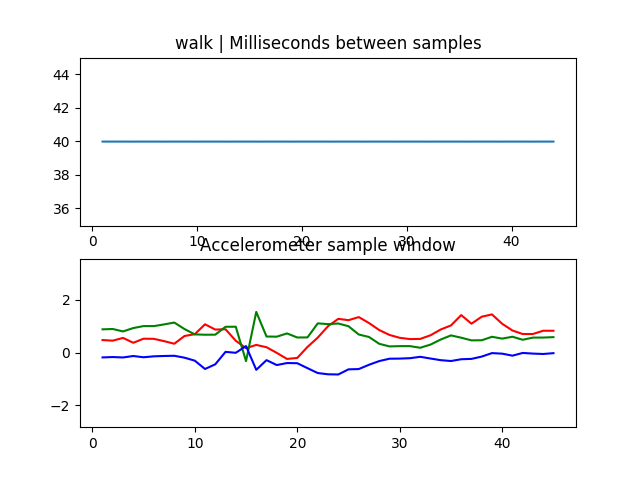 walk | Milliseconds between samples
44
42
40
38
36
0 10 20 30 40
Accelerometer sample window
2
0
−2
0 10 20 30 40